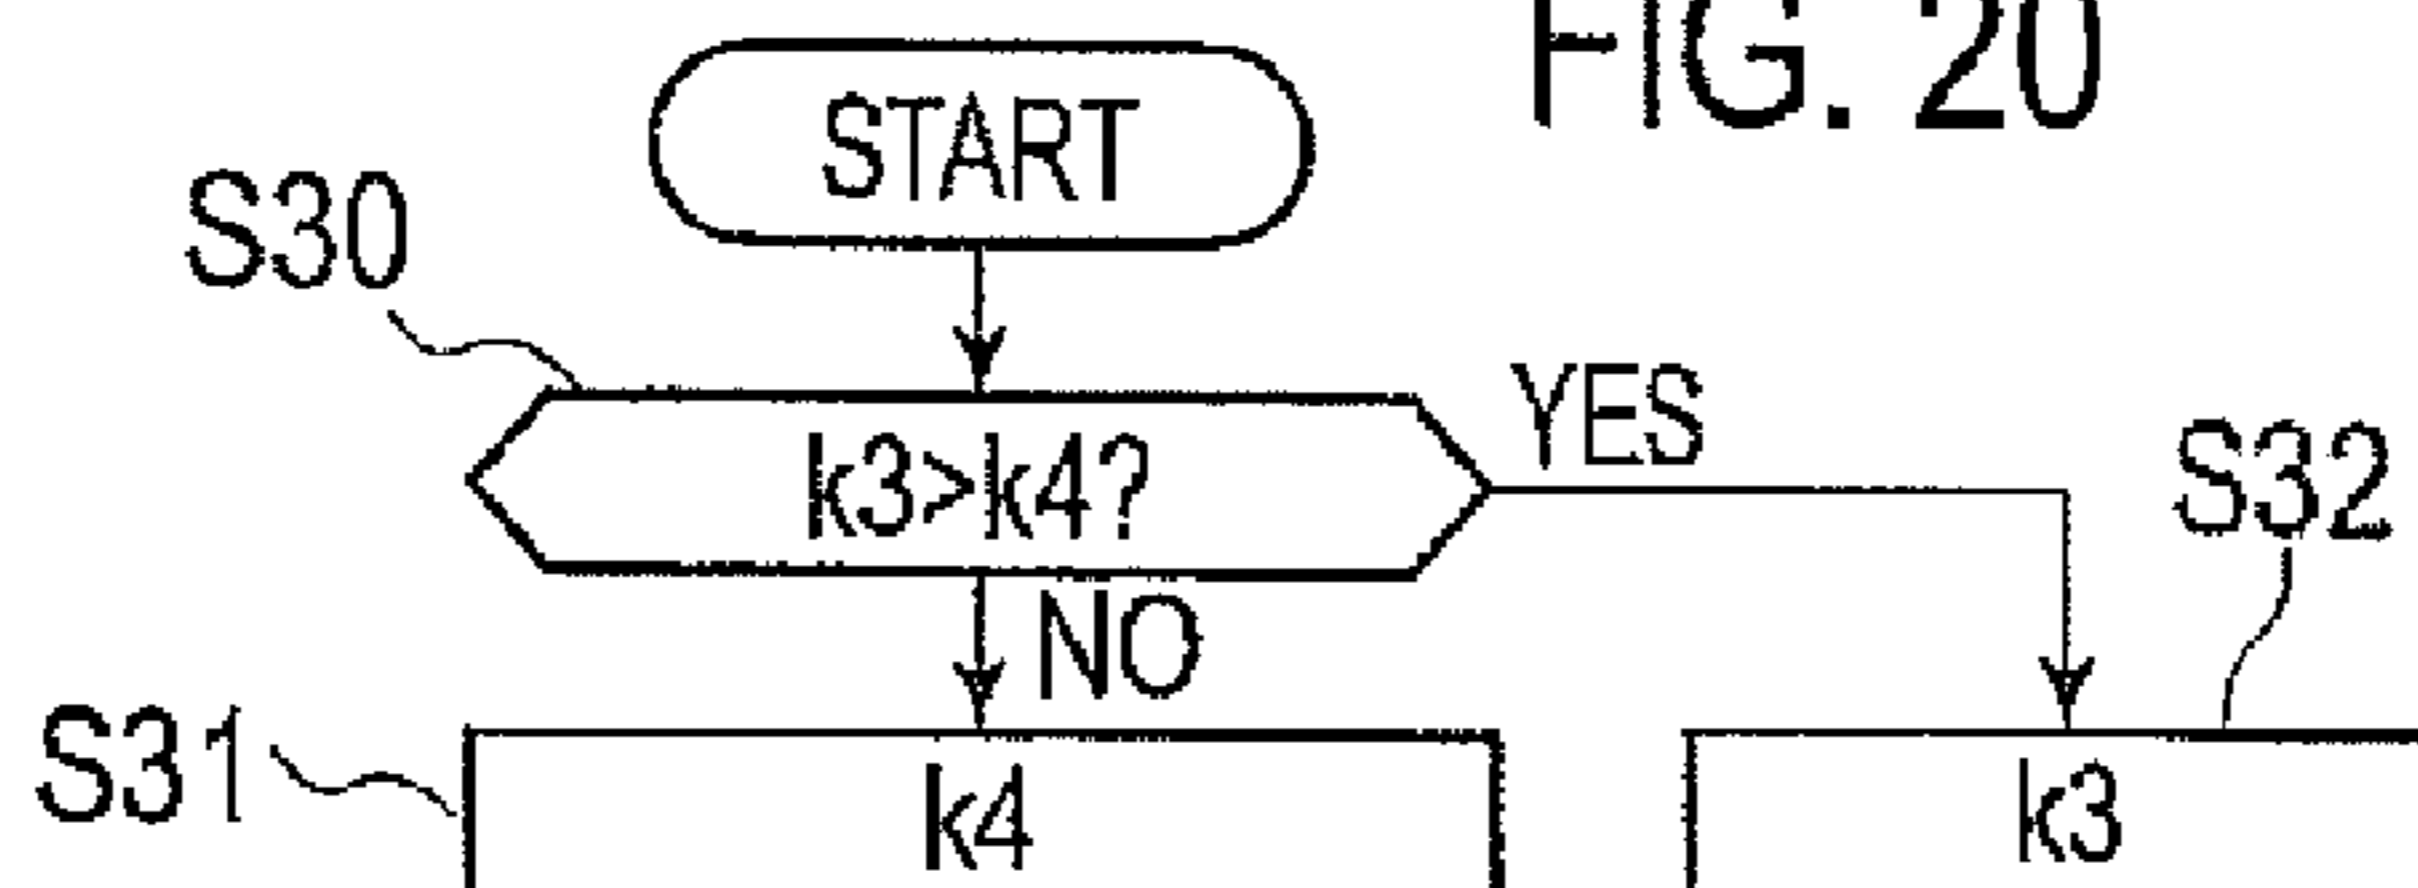 FIG. 20
START
S30
k3>k4?
YES
S32
NO
S31
k4
k3